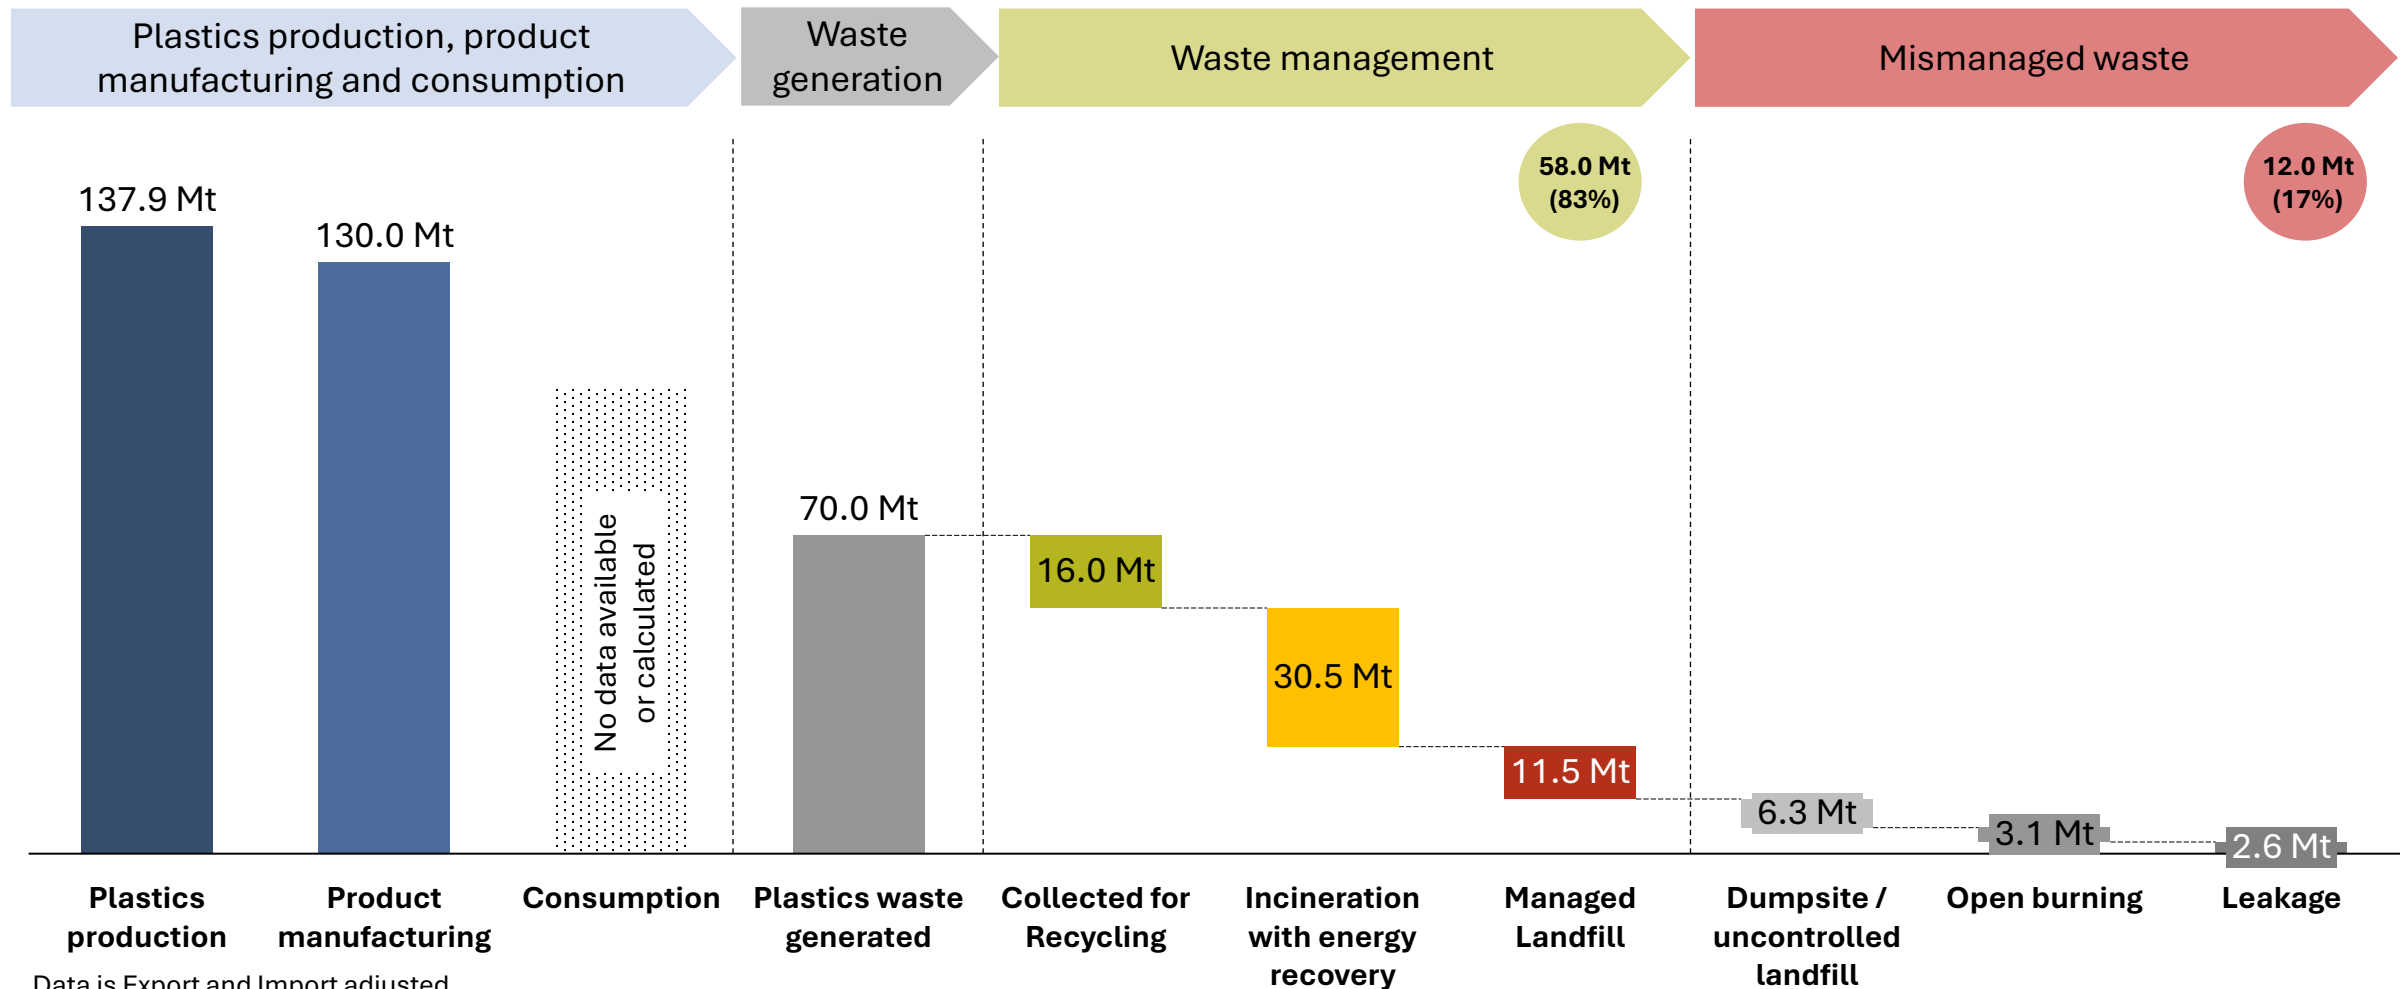 Plastics production, product
manufacturing and consumption
Waste
generation
Waste management
Mismanaged waste
58.0 Mt
(83%)
12.0 Mt
(17%)
137.9 Mt
130.0 Mt
No data available
or calculated
70.0 Mt
16.0 Mt
30.5 Mt
11.5 Mt
6.3 Mt
3.1 Mt
2.6 Mt
Plastics
production
Product
manufacturing
Consumption
Plastics waste
generated
Collected for
Recycling
Incineration
with energy
recovery
Managed
Landfill
Dumpsite /
uncontrolled
landfill
Open burning
Leakage
Data is Export and Import adjusted